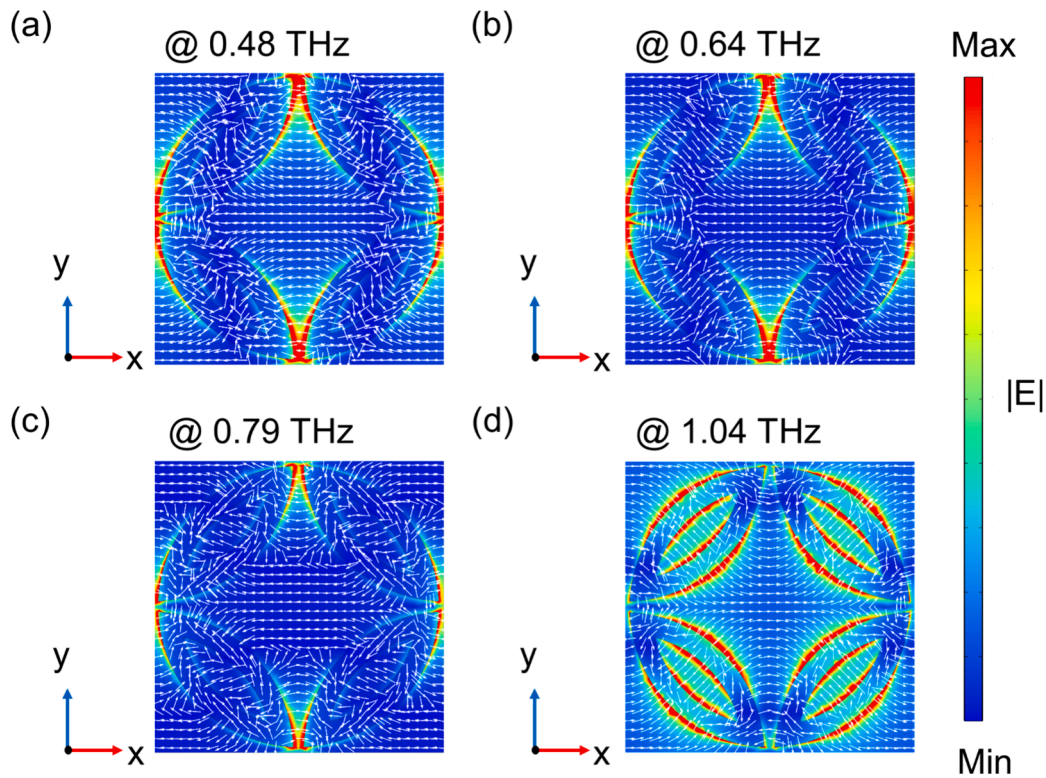 (a)
@ 0.48 THz
(b)
@ 0.64 THz
Max
y
x
y
x
|E|
(c)
@ 0.79 THz
(d)
@ 1.04 THz
y
x
y
x
Min